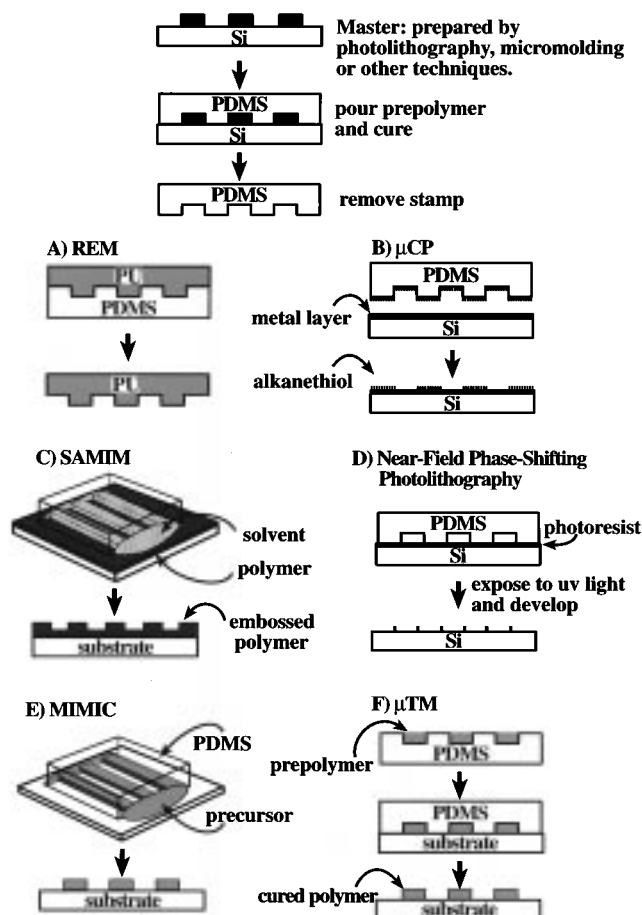 Master: prepared by
photolithography, micromolding
or other techniques.
Si
PDMS
Si
pour prepolymer
and cure
PDMS
remove stamp
A) REM
PU
PDMS
PU
B) μCP
PDMS
metal layer
Si
alkanethiol
Si
C) SAMIM
solvent
polymer
embossed
polymer
substrate
D) Near-Field Phase-Shifting
Photolithography
PDMS
photoresist
Si
expose to uv light
and develop
Si
E) MIMIC
PDMS
precursor
substrate
F) μTM
prepolymer
PDMS
PDMS
substrate
cured polymer
substrate